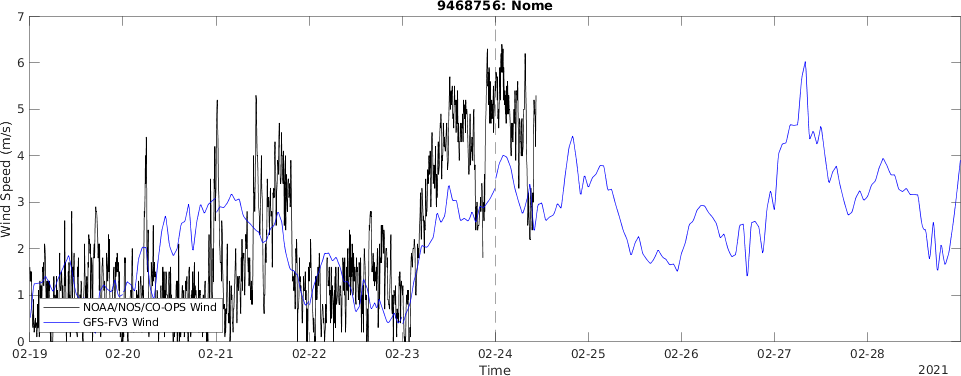 9468756: Nome
7
6
5
4
3
2
1
0
Wind Speed (m/s)
NOAA/NOS/CO-OPS Wind
GFS-FV3 Wind
02-19 02-20 02-21 02-22 02-23 02-24 02-25 02-26 02-27 02-28
Time
2021